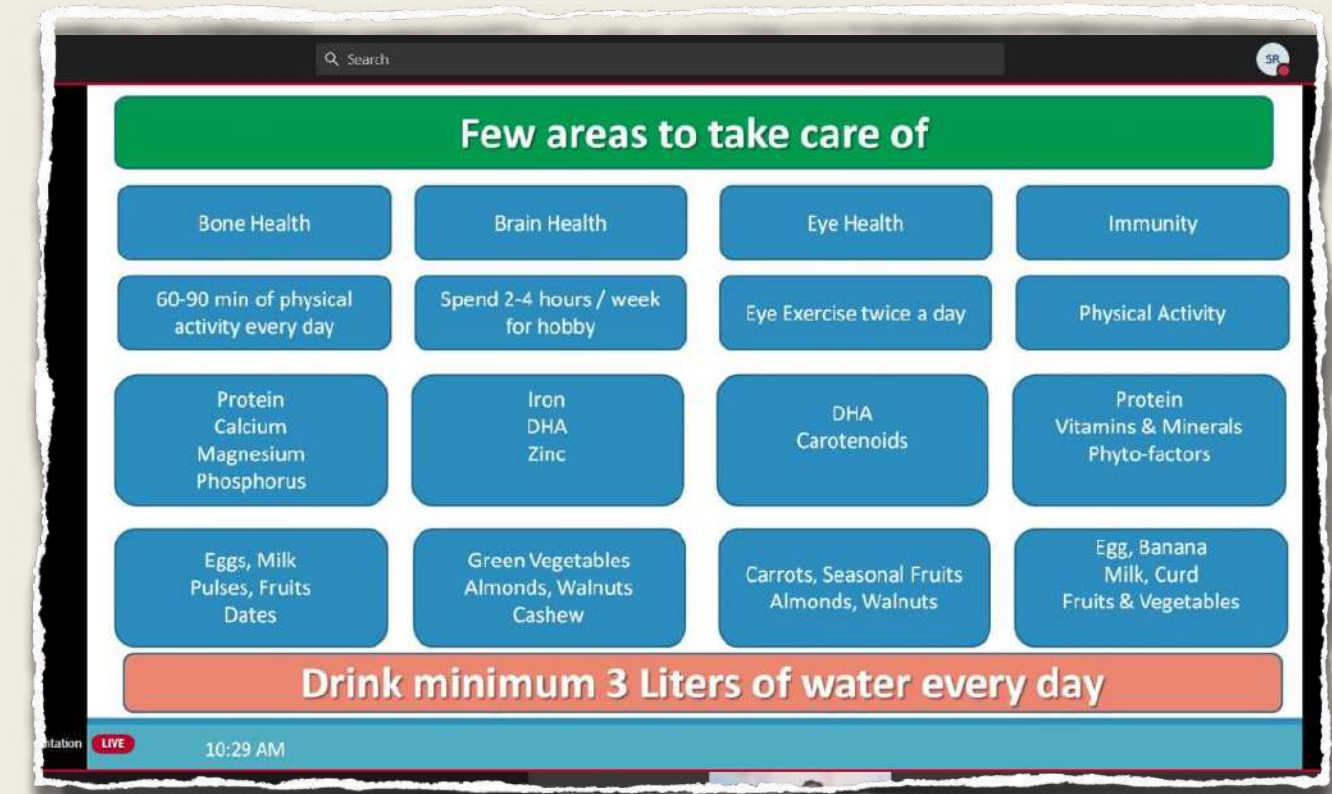 Search
SR
Few areas to take care of
Bone Health
Brain Health
Eye Health
Immunity
60-90 min of physical
activity every day
Spend 2-4 hours / week
for hobby
Eye Exercise twice a day
Physical Activity
Protein
Calcium
Magnesium
Phosphorus
Iron
DHA
Zinc
DHA
Carotenoids
Protein
Vitamins & Minerals
Phyto-factors
Eggs, Milk
Pulses, Fruits
Dates
Green Vegetables
Almonds, Walnuts
Cashew
Carrots, Seasonal Fruits
Almonds, Walnuts
Egg, Banana
Milk, Curd
Fruits & Vegetables
Drink minimum 3 Liters of water every day
ntation LIVE
10:29 AM